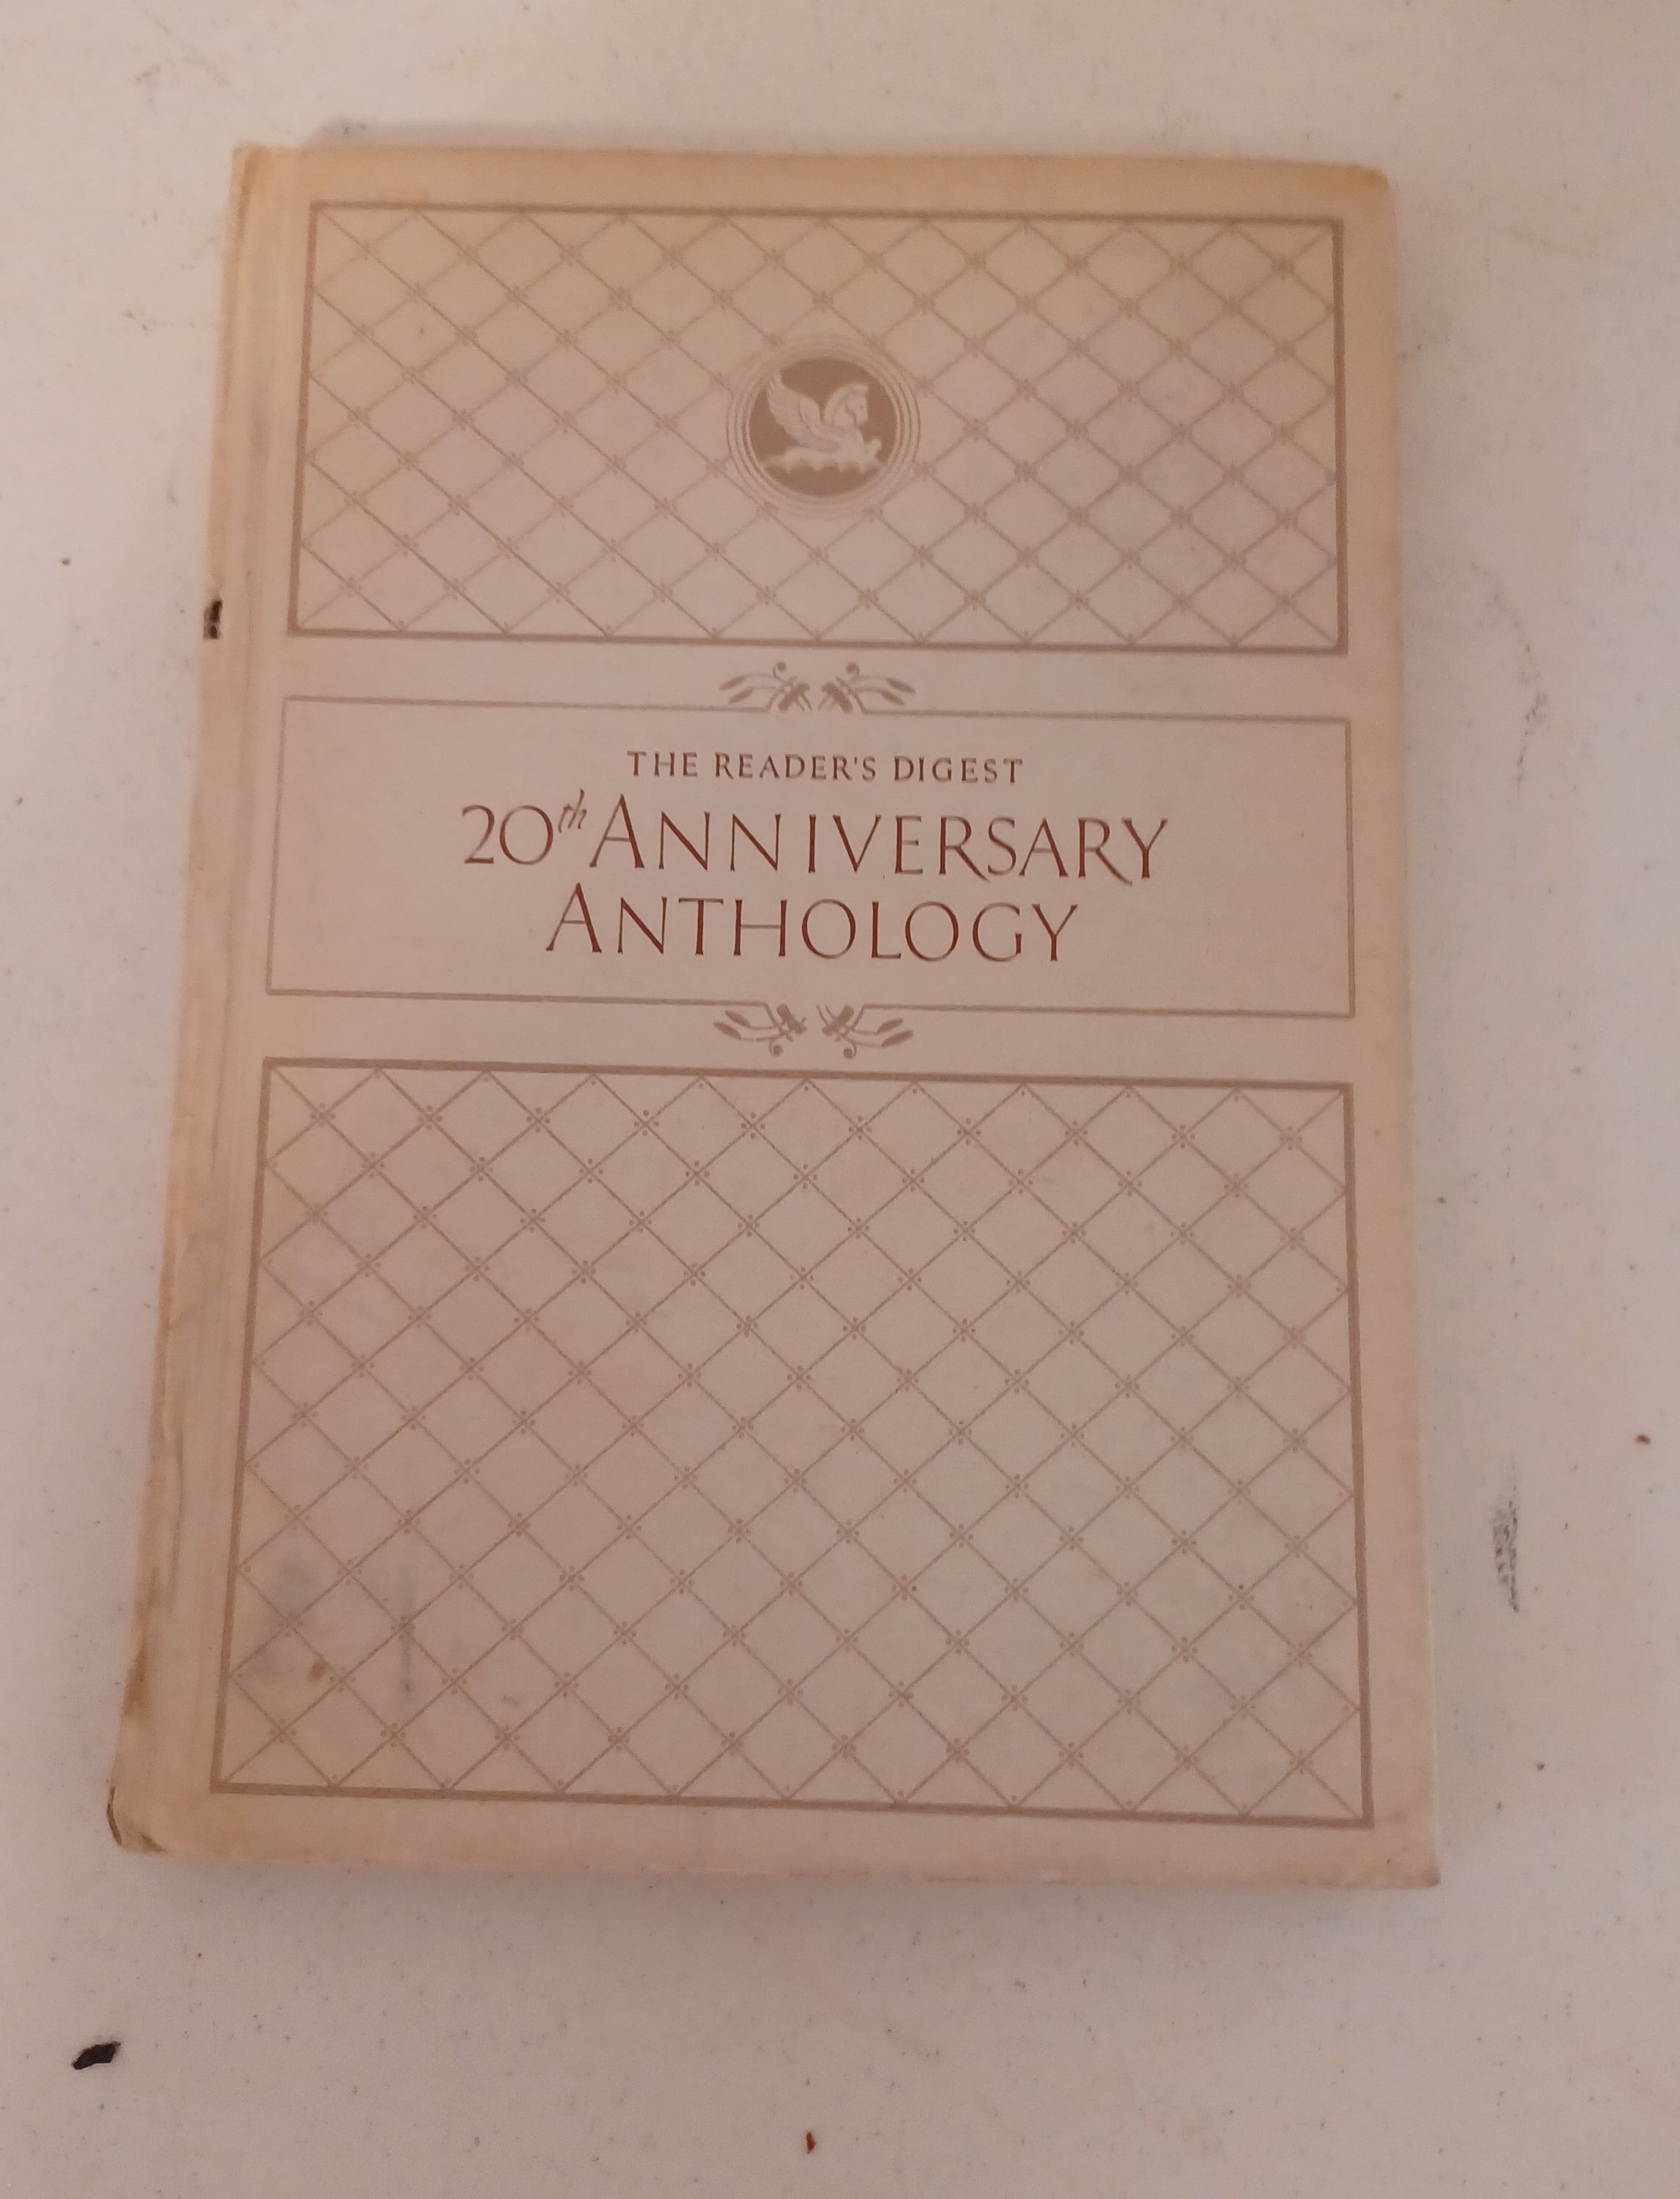 THE READER'S DIGEST
20th ANNIVERSARY
ANTHOLOGY